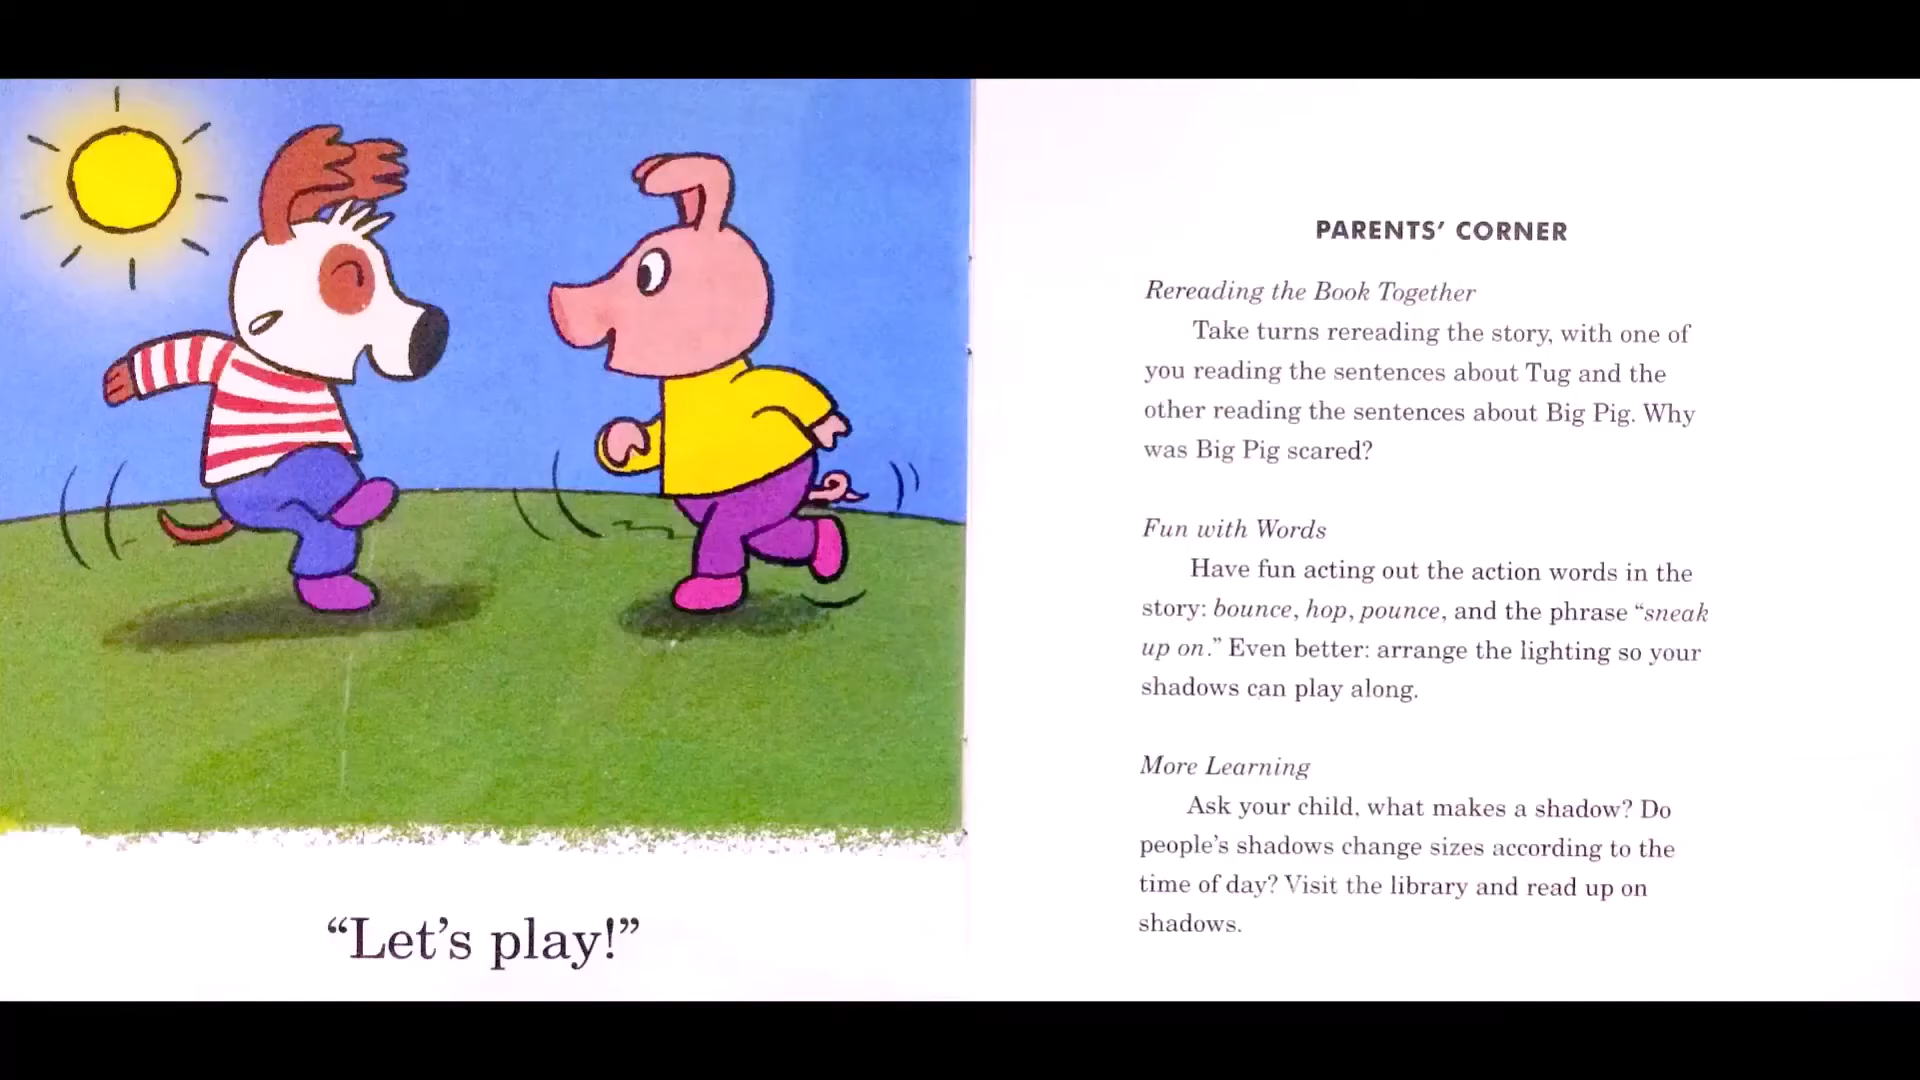 “Let’s play!”
PARENTS’ CORNER
Rereading the Book Together
Take turns rereading the story, with one of
you reading the sentences about Tug and the
other reading the sentences about Big Pig. Why
was Big Pig scared?
Fun with Words
Have fun acting out the action words in the
story: bounce, hop, pounce, and the phrase “sneak
up on.” Even better: arrange the lighting so your
shadows can play along.
More Learning
Ask your child, what makes a shadow? Do
people’s shadows change sizes according to the
time of day? Visit the library and read up on
shadows.